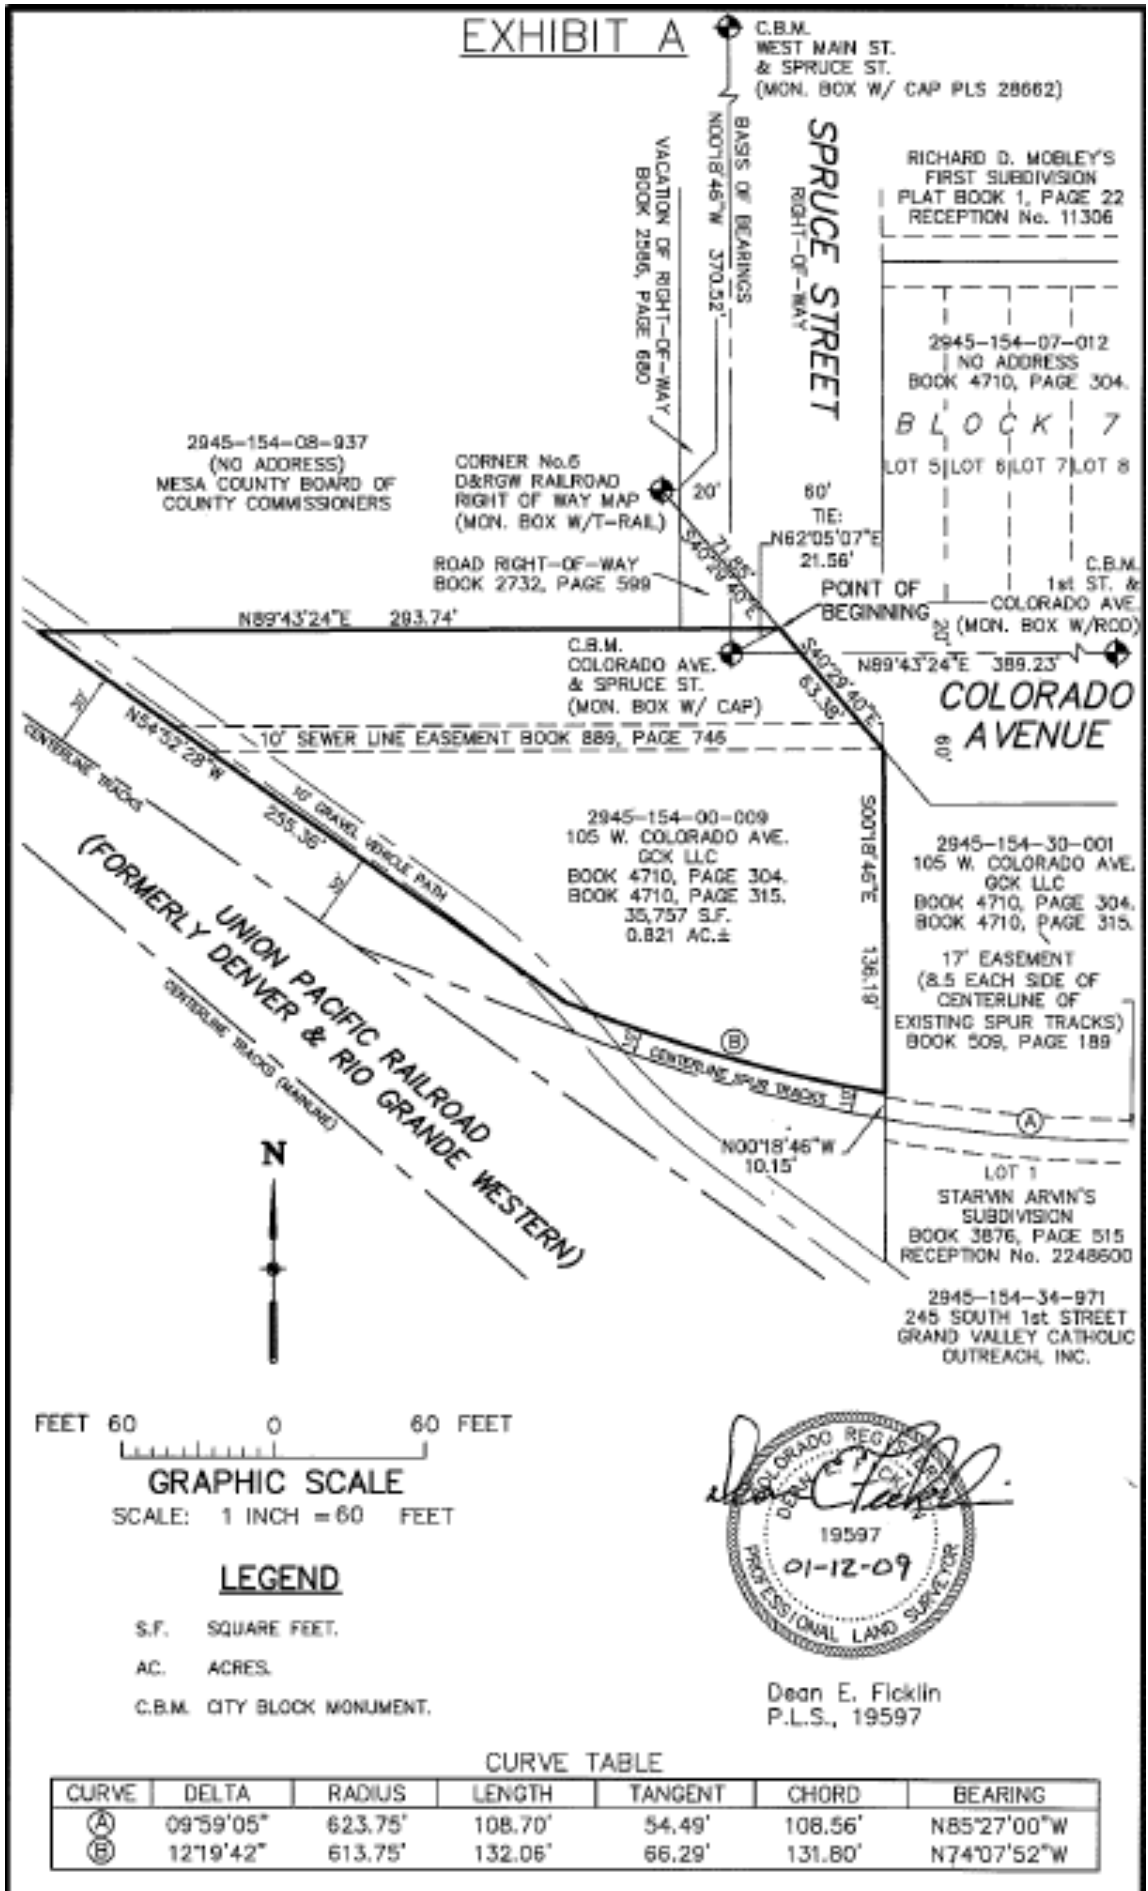 EXHIBIT A
C.B.M.
WEST MAIN ST.
& SPRUCE ST.
(MON. BOX W/ CAP PLS 28662)
BASIS OF BEARINGS
N00°18'46"W 370.52'
VACATION OF RIGHT-OF-WAY
BOOK 2586, PAGE 680
SPRUCE STREET
RIGHT-OF-WAY
RICHARD D. MOBLEY'S
FIRST SUBDIVISION
PLAT BOOK 1, PAGE 22
RECEPTION No. 11306
2945-154-07-012
NO ADDRESS
BOOK 4710, PAGE 304.
BLOCK 7
LOT 5 LOT 6 LOT 7 LOT 8
2945-154-08-937
(NO ADDRESS)
MESA COUNTY BOARD OF
COUNTY COMMISSIONERS
CORNER No.6
D&RGW RAILROAD
RIGHT OF WAY MAP
(MON. BOX W/T-RAIL)
20'
60'
TIE:
N62°05'07"E
21.56'
71.85'
S40°29'40"E
ROAD RIGHT-OF-WAY
BOOK 2732, PAGE 599
POINT OF
BEGINNING
C.B.M.
1st ST. &
COLORADO AVE.
(MON. BOX W/ROD)
20'
N89°43'24"E 293.74'
C.B.M.
COLORADO AVE.
& SPRUCE ST.
(MON. BOX W/ CAP)
S40°29'40"E
63.38'
N89°43'24"E 389.23'
COLORADO
AVENUE
60'
30'
N54°52'28"W
255.36'
CENTERLINE TRACKS
10' SEWER LINE EASEMENT BOOK 889, PAGE 746
10' GRAVEL VEHICLE PATH
30'
2945-154-00-009
105 W. COLORADO AVE.
GCK LLC
BOOK 4710, PAGE 304.
BOOK 4710, PAGE 315.
35,757 S.F.
0.821 AC.±
S00°18'46"E
136.19'
2945-154-30-001
105 W. COLORADO AVE.
GCK LLC
BOOK 4710, PAGE 304.
BOOK 4710, PAGE 315.
17' EASEMENT
(8.5 EACH SIDE OF
CENTERLINE OF
EXISTING SPUR TRACKS)
BOOK 509, PAGE 189
UNION PACIFIC RAILROAD
(FORMERLY DENVER & RIO GRANDE WESTERN)
CENTERLINE TRACKS (MAINLINE)
10'
B
CENTERLINE SPUR TRACKS
10'
A
N00°18'46"W
10.15'
LOT 1
STARVIN ARVIN'S
SUBDIVISION
BOOK 3876, PAGE 515
RECEPTION No. 2248600
2945-154-34-971
245 SOUTH 1st STREET
GRAND VALLEY CATHOLIC
OUTREACH, INC.
N
FEET 60 0 60 FEET
GRAPHIC SCALE
SCALE: 1 INCH = 60 FEET
LEGEND
S.F. SQUARE FEET.
AC. ACRES.
C.B.M. CITY BLOCK MONUMENT.
COLORADO REGISTERED
DEAN E. FICKLIN
19597
01-12-09
PROFESSIONAL LAND SURVEYOR
Dean E. Ficklin
P.L.S., 19597
CURVE TABLE
CURVE DELTA RADIUS LENGTH TANGENT CHORD BEARING
A 09°59'05" 623.75' 108.70' 54.49' 108.56' N85°27'00"W
B 12°19'42" 613.75' 132.06' 66.29' 131.80' N74°07'52"W